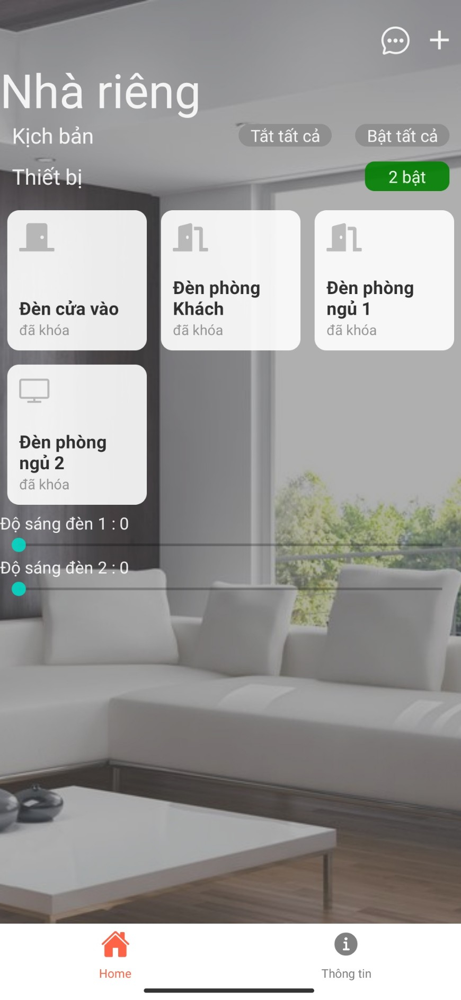 Nhà riêng
Kịch bản
Tắt tất cả
Bật tất cả
Thiết bị
2 bật
Đèn cửa vào
đã khóa
Đèn phòng
Khách
đã khóa
Đèn phòng
ngủ 1
đã khóa
Đèn phòng
ngủ 2
đã khóa
Độ sáng đèn 1 : 0
Độ sáng đèn 2 : 0
Home
Thông tin